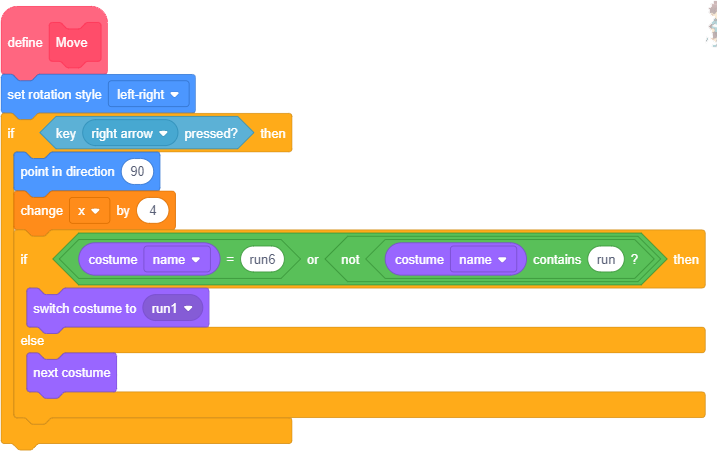 define Move
set rotation style left-right
if key right arrow pressed? then
point in direction 90
change x by 4
if costume name = run6 or not costume name contains run ? then
switch costume to run1
else
next costume